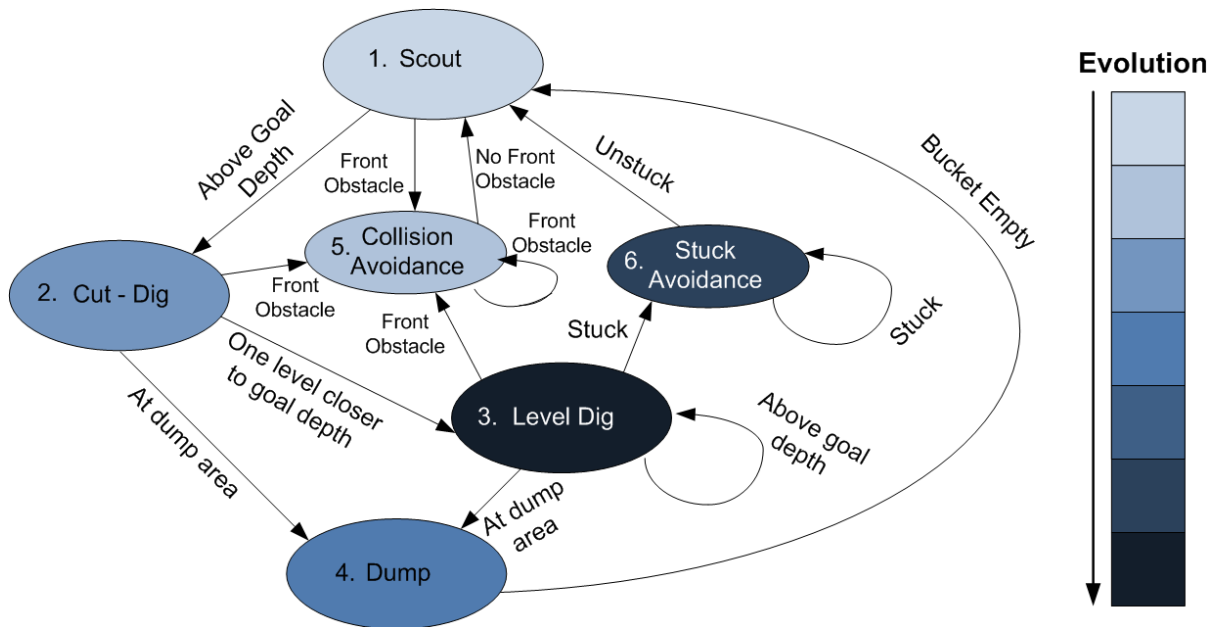 1. Scout
Evolution
Above Goal
Depth
Front
Obstacle
No Front
Obstacle
Unstuck
Bucket Empty
5. Collision
Avoidance
Front
Obstacle
6. Stuck
Avoidance
2. Cut - Dig
Front
Obstacle
Front
Obstacle
Stuck
Stuck
One level closer
to goal depth
3. Level Dig
Above goal
depth
At dump area
At dump
area
4. Dump